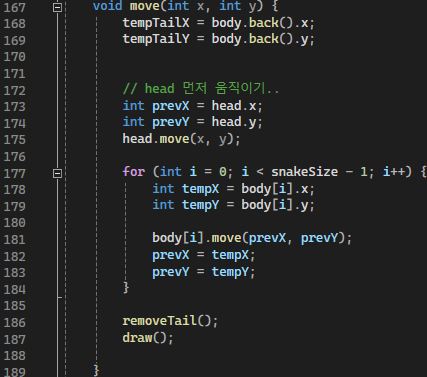 167 void move(int x, int y) {
168 tempTailX = body.back().x;
169 tempTailY = body.back().y;
170
171
172 // head 먼저 움직이기..
173 int prevX = head.x;
174 int prevY = head.y;
175 head.move(x, y);
176
177 for (int i = 0; i < snakeSize - 1; i++) {
178 int tempX = body[i].x;
179 int tempY = body[i].y;
180
181 body[i].move(prevX, prevY);
182 prevX = tempX;
183 prevY = tempY;
184 }
185
186 removeTail();
187 draw();
188
189 }